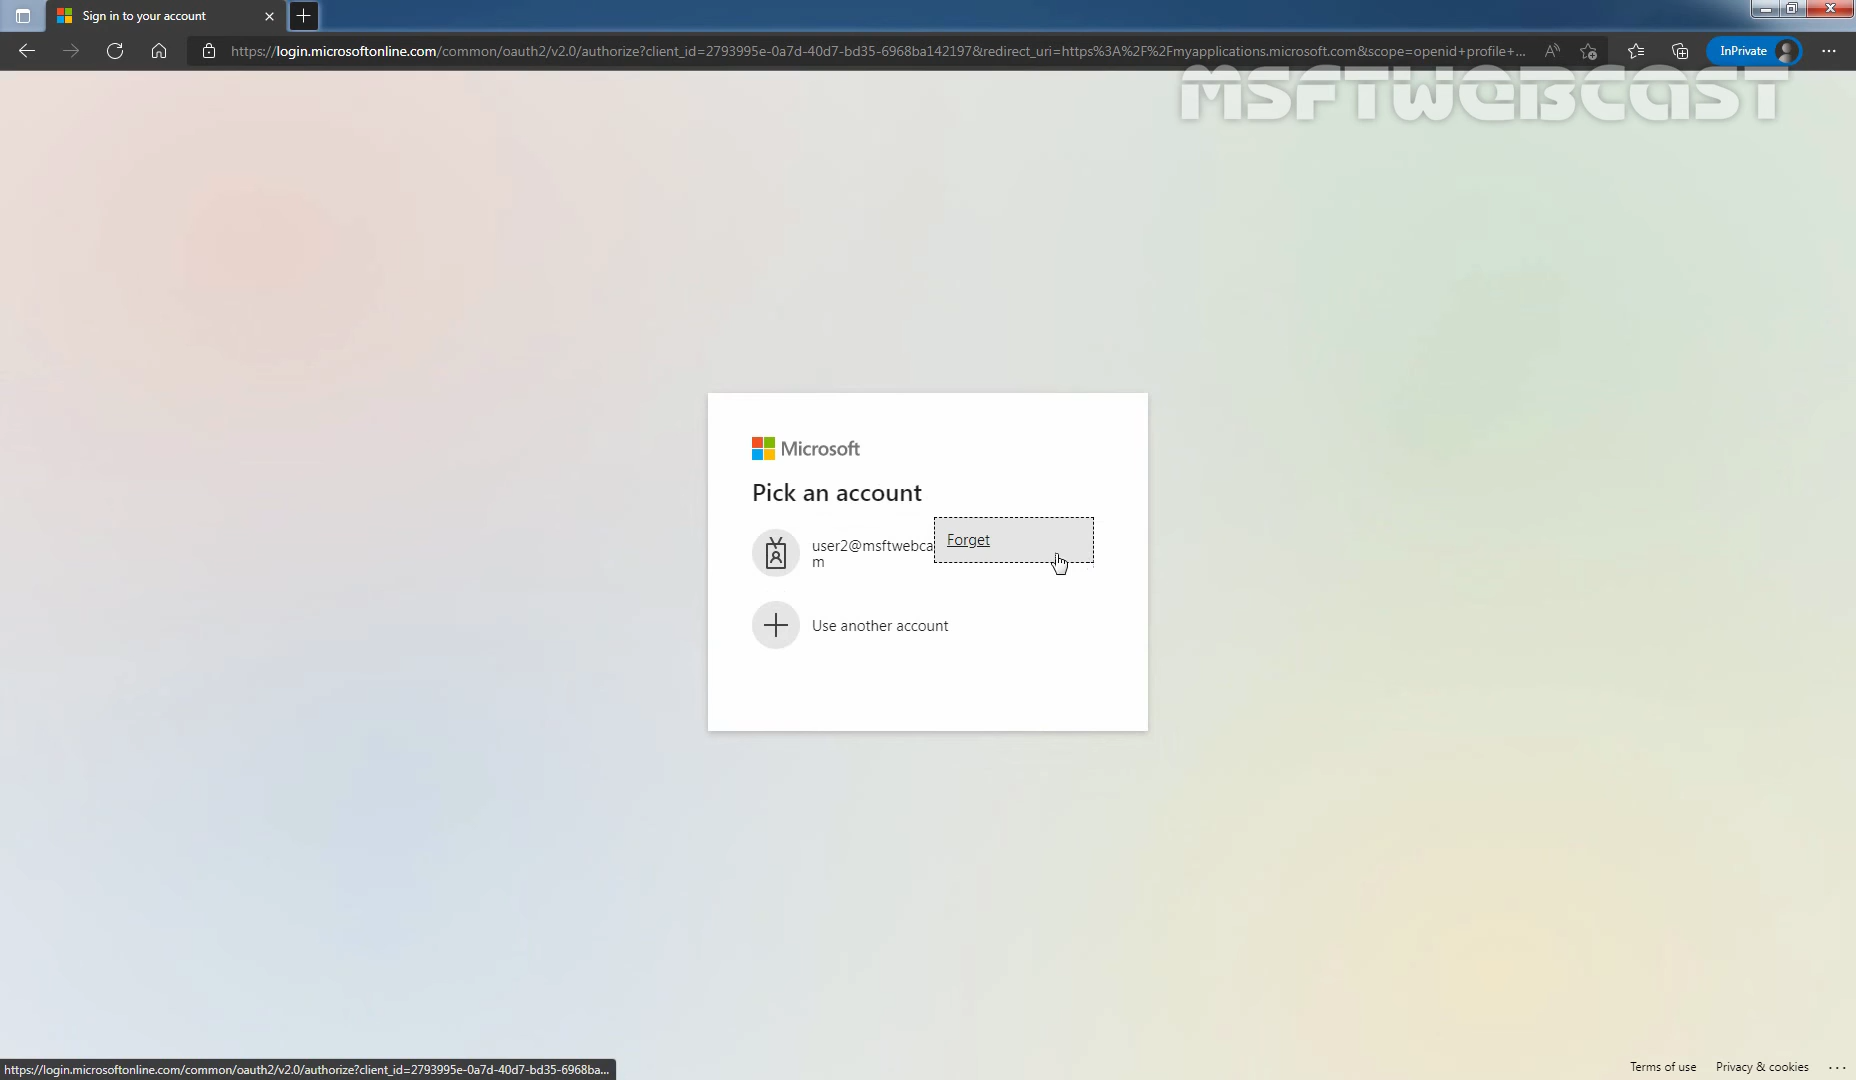 Sign in to your account
https://login.microsoftonline.com/common/oauth2/v2.0/authorize?client_id=2793995e-0a7d-40d7-bd35-6968ba142197&redirect_uri=https%3A%2F%2Fmyapplications.microsoft.com&scope=openid+profile+...
InPrivate
MSFTWEBCAST
Microsoft
Pick an account
user2@msftwebca
m
Forget
Use another account
https://login.microsoftonline.com/common/oauth2/v2.0/authorize?client_id=2793995e-0a7d-40d7-bd35-6968ba...
Terms of use
Privacy & cookies